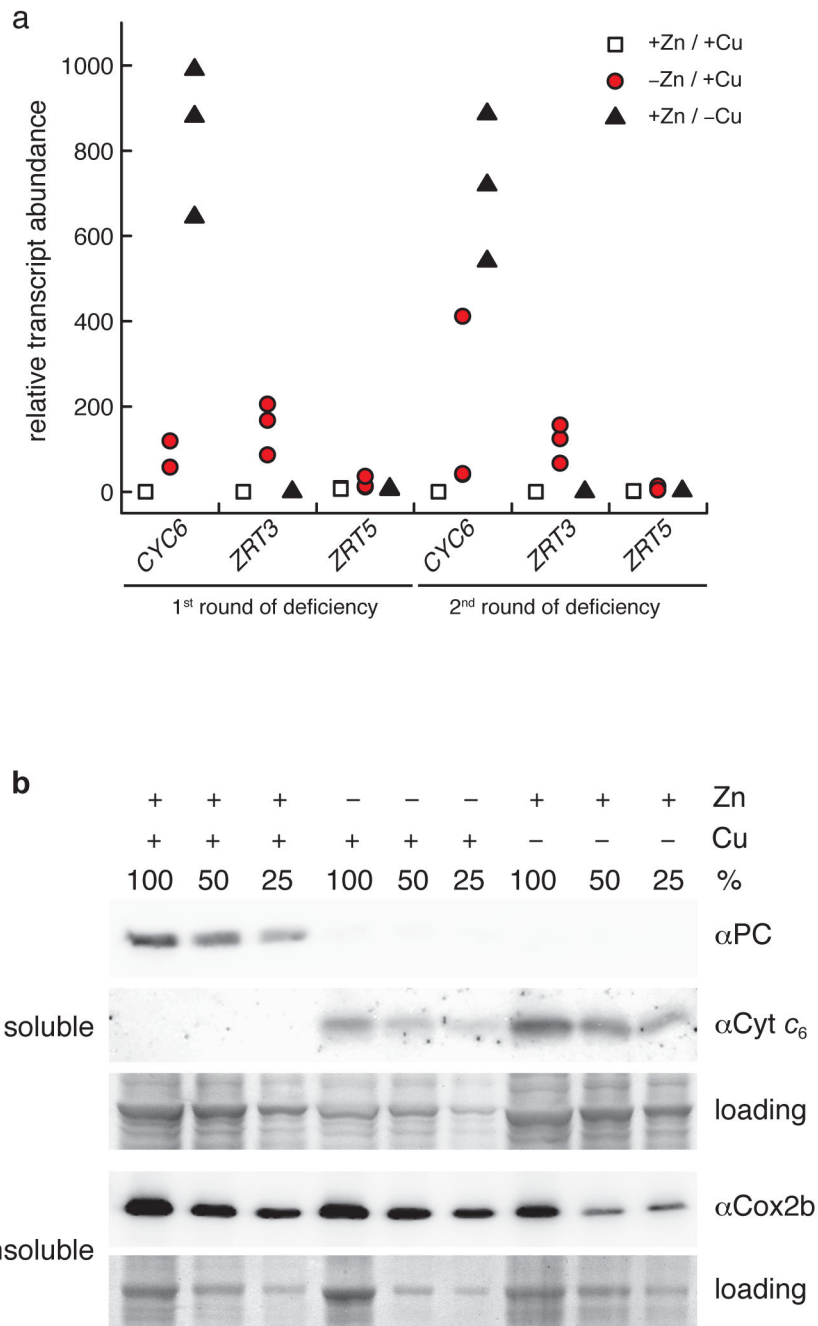 a
relative transcript abundance
1000
800
600
400
200
0
+Zn / +Cu
–Zn / +Cu
+Zn / –Cu
CYC6 ZRT3 ZRT5 CYC6 ZRT3 ZRT5
1st round of deficiency 2nd round of deficiency
b
+ + + – – – + + + Zn
+ + + + + + – – – Cu
100 50 25 100 50 25 100 50 25 %
αPC
soluble αCyt c6
loading
αCox2b
nsoluble
loading